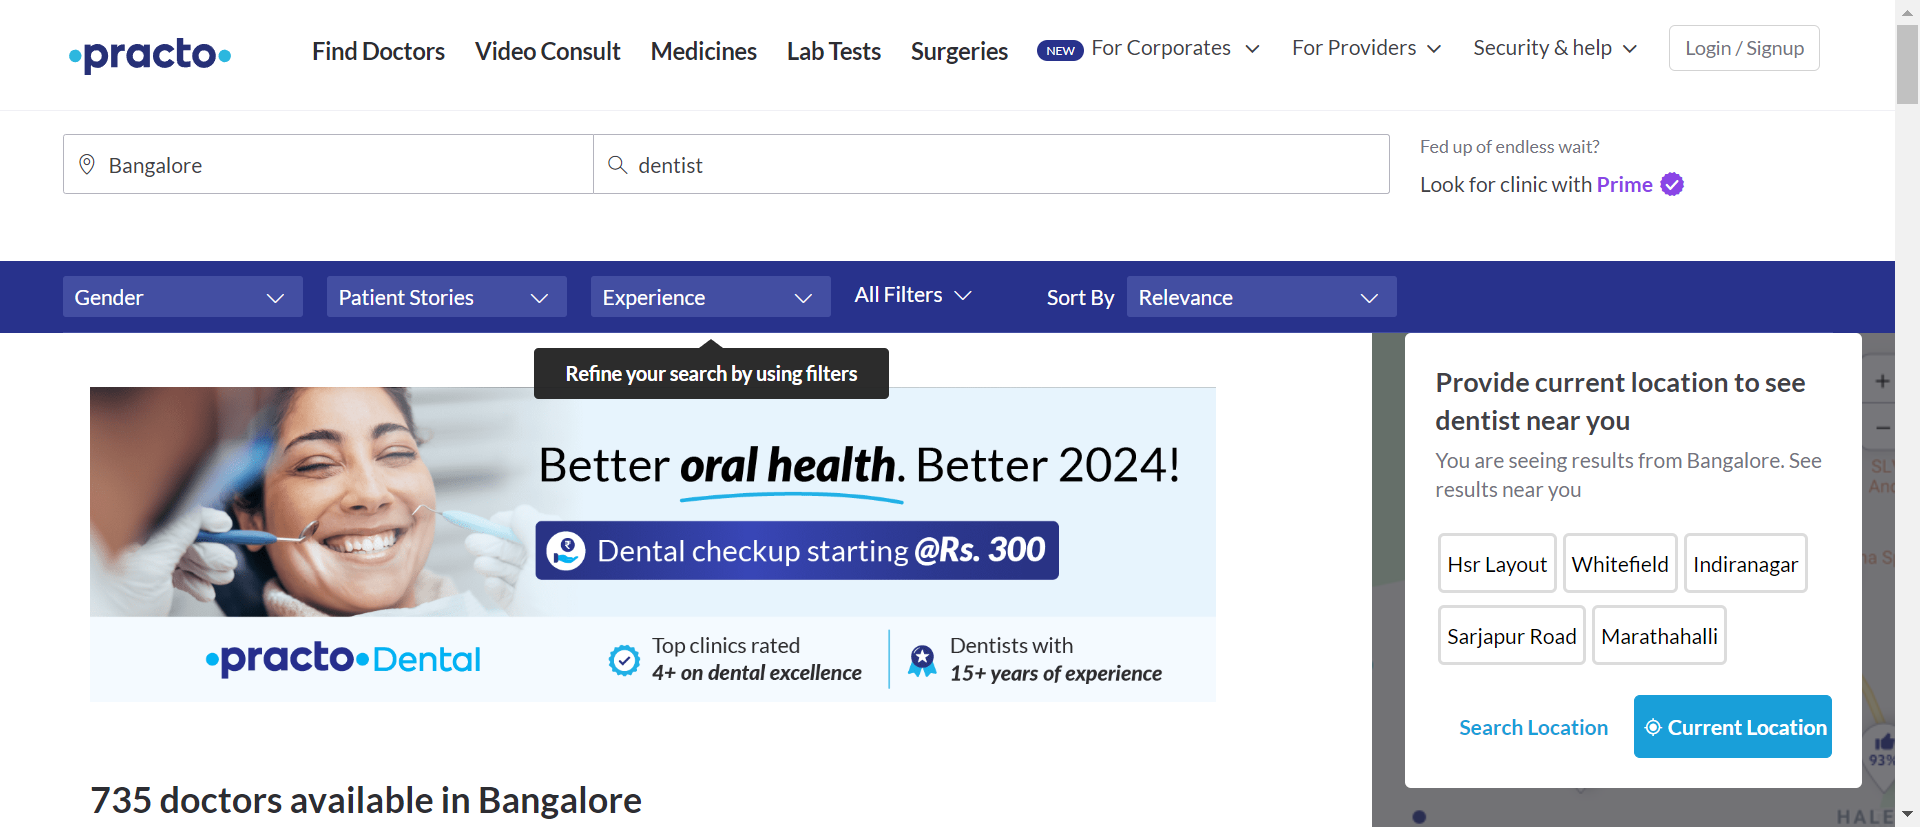 practo
Find Doctors
Video Consult
Medicines
Lab Tests
Surgeries
NEW For Corporates
For Providers
Security & help
Login / Signup
Bangalore
dentist
Fed up of endless wait?
Look for clinic with Prime
Gender
Patient Stories
Experience
All Filters
Sort By
Relevance
Refine your search by using filters
Better oral health. Better 2024!
Dental checkup starting @Rs. 300
practo Dental
Top clinics rated
4+ on dental excellence
Dentists with
15+ years of experience
735 doctors available in Bangalore
Provide current location to see
dentist near you
You are seeing results from Bangalore. See
results near you
Hsr Layout
Whitefield
Indiranagar
Sarjapur Road
Marathahalli
Search Location
Current Location
+
−
93%
HALE